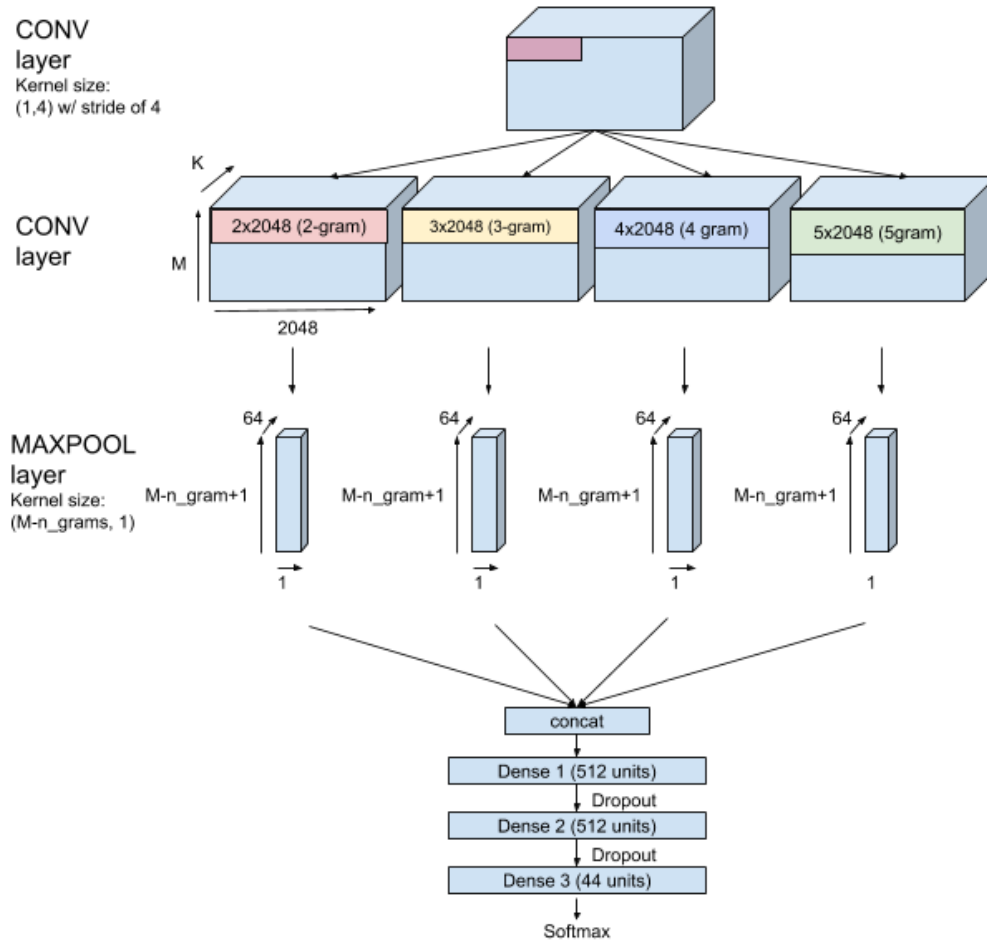 CONV
layer
Kernel size:
(1,4) w/ stride of 4
K
CONV
layer
M
2x2048 (2-gram)
3x2048 (3-gram)
4x2048 (4 gram)
5x2048 (5gram)
2048
MAXPOOL
layer
Kernel size:
(M-n_grams, 1)
64
64
64
64
M-n_gram+1
M-n_gram+1
M-n_gram+1
M-n_gram+1
1
1
1
1
concat
Dense 1 (512 units)
Dropout
Dense 2 (512 units)
Dropout
Dense 3 (44 units)
Softmax